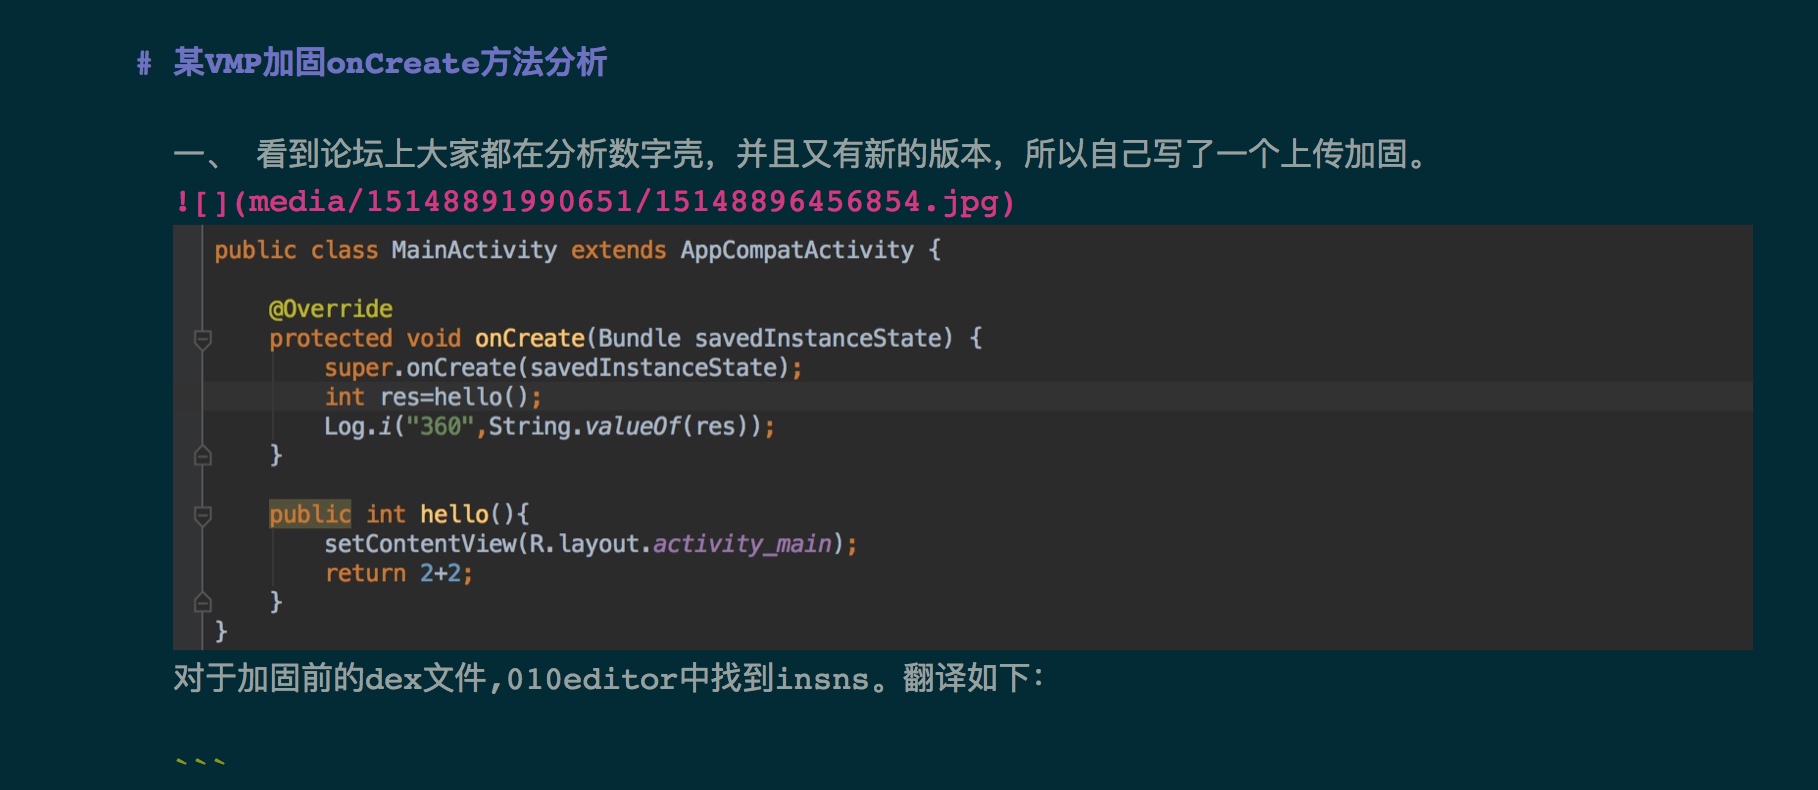 # 某VMP加固onCreate方法分析
一、 看到论坛上大家都在分析数字壳，并且又有新的版本，所以自己写了一个上传加固。
![](media/15148891990651/15148896456854.jpg)
public class MainActivity extends AppCompatActivity {
@Override
protected void onCreate(Bundle savedInstanceState) {
super.onCreate(savedInstanceState);
int res=hello();
Log.i("360",String.valueOf(res));
}
public int hello(){
setContentView(R.layout.activity_main);
return 2+2;
}
}
对于加固前的dex文件,010editor中找到insns。翻译如下：
```